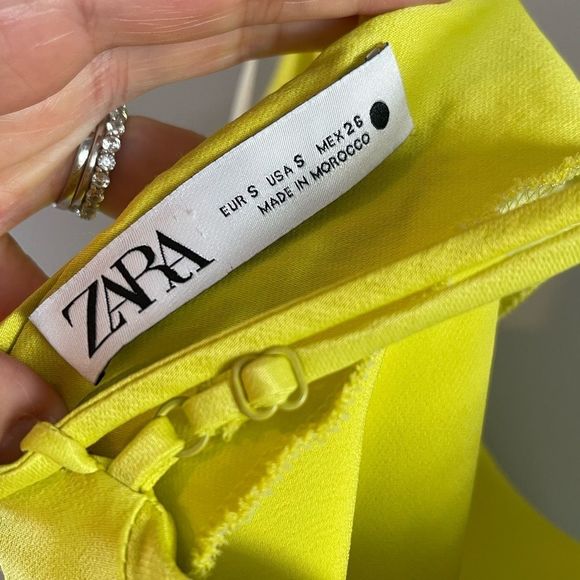 ZARA
EUR S USA S MEX 26
MADE IN MOROCCO